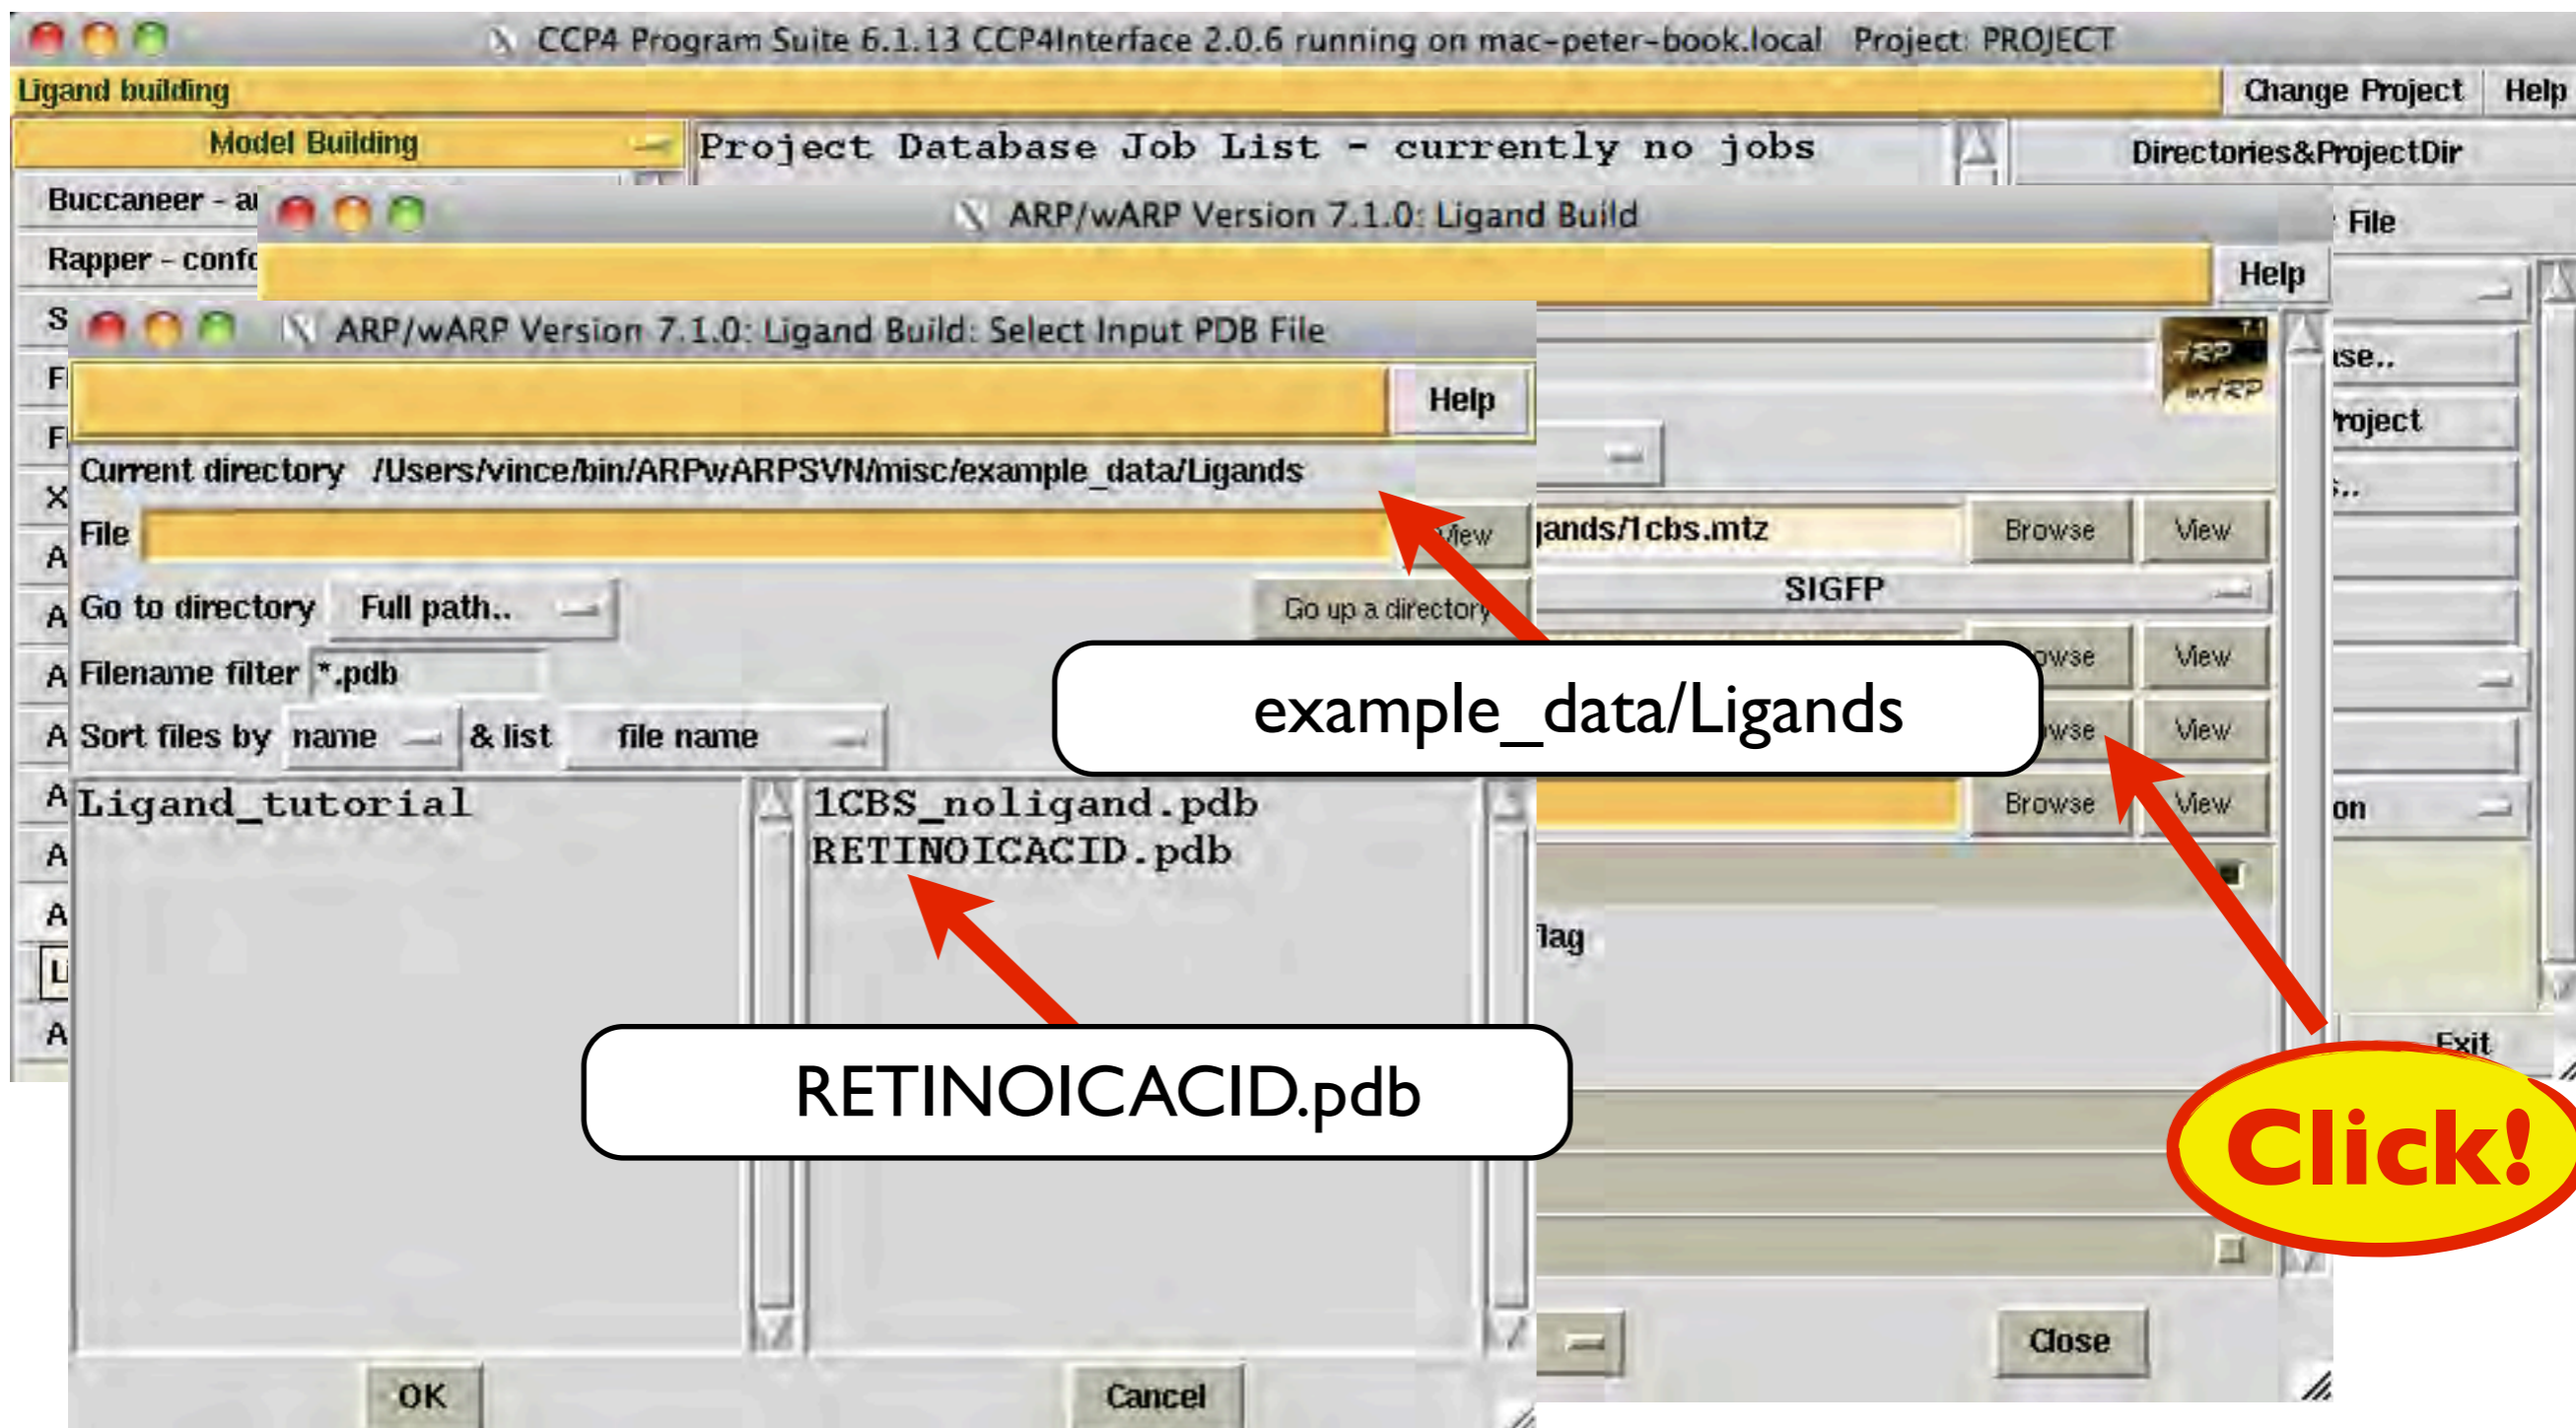 CCP4 Program Suite 6.1.13 CCP4Interface 2.0.6 running on mac-peter-book.local Project: PROJECT
Ligand building
Change Project
Help
Model Building
Project Database Job List - currently no jobs
Directories&ProjectDir
Buccaneer -
ARP/wARP Version 7.1.0: Ligand Build
File
Rapper -
Help
ARP/wARP Version 7.1.0: Ligand Build: Select Input PDB File
Help
Current directory /Users/vince/bin/ARPwARPSVN/misc/example_data/Ligands
File
View
1cbs.mtz
Browse
View
SIGFP
Go to directory
Full path..
Go up a directory
View
Filename filter *.pdb
example_data/Ligands
Sort files by name & list file name
View
Ligand_tutorial
1CBS_noligand.pdb
RETINOICACID.pdb
Browse
View
RETINOICACID.pdb
Exit
Click!
Close
OK
Cancel